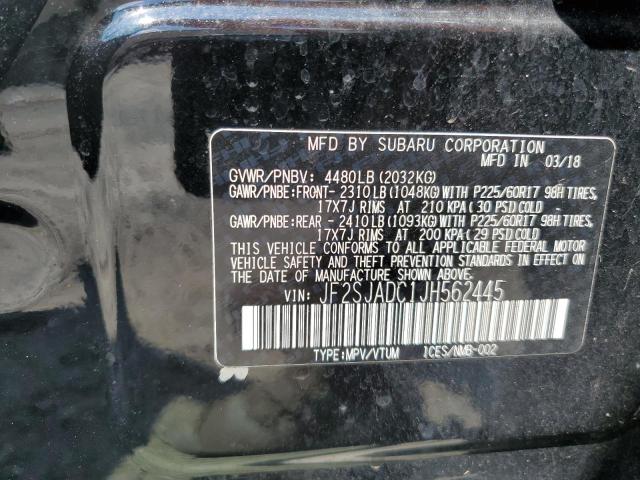 MFD BY SUBARU CORPORATION
MFD IN 03/18
GVWR/PNBV: 4480LB(2032KG)
GAWR/PNBE:FRONT- 2310LB(1048KG)WITH P225/60R17 98H TIRES,
17X7J RIMS AT 210 KPA(30 PSI)COLD
GAWR/PNBE:REAR - 2410LB(1093KG)WITH P225/60R17 98H TIRES,
17X7J RIMS AT 200 KPA(29 PSI)COLD
THIS VEHICLE CONFORMS TO ALL APPLICABLE FEDERAL MOTOR
VEHICLE SAFETY AND THEFT PREVENTION STANDARDS IN EFFECT ON
THE DATE OF MANUFACTURE SHOWN ABOVE.
VIN: JF2SJADC1JH562445
TYPE:MPV/VTUM ICES/NMB-002